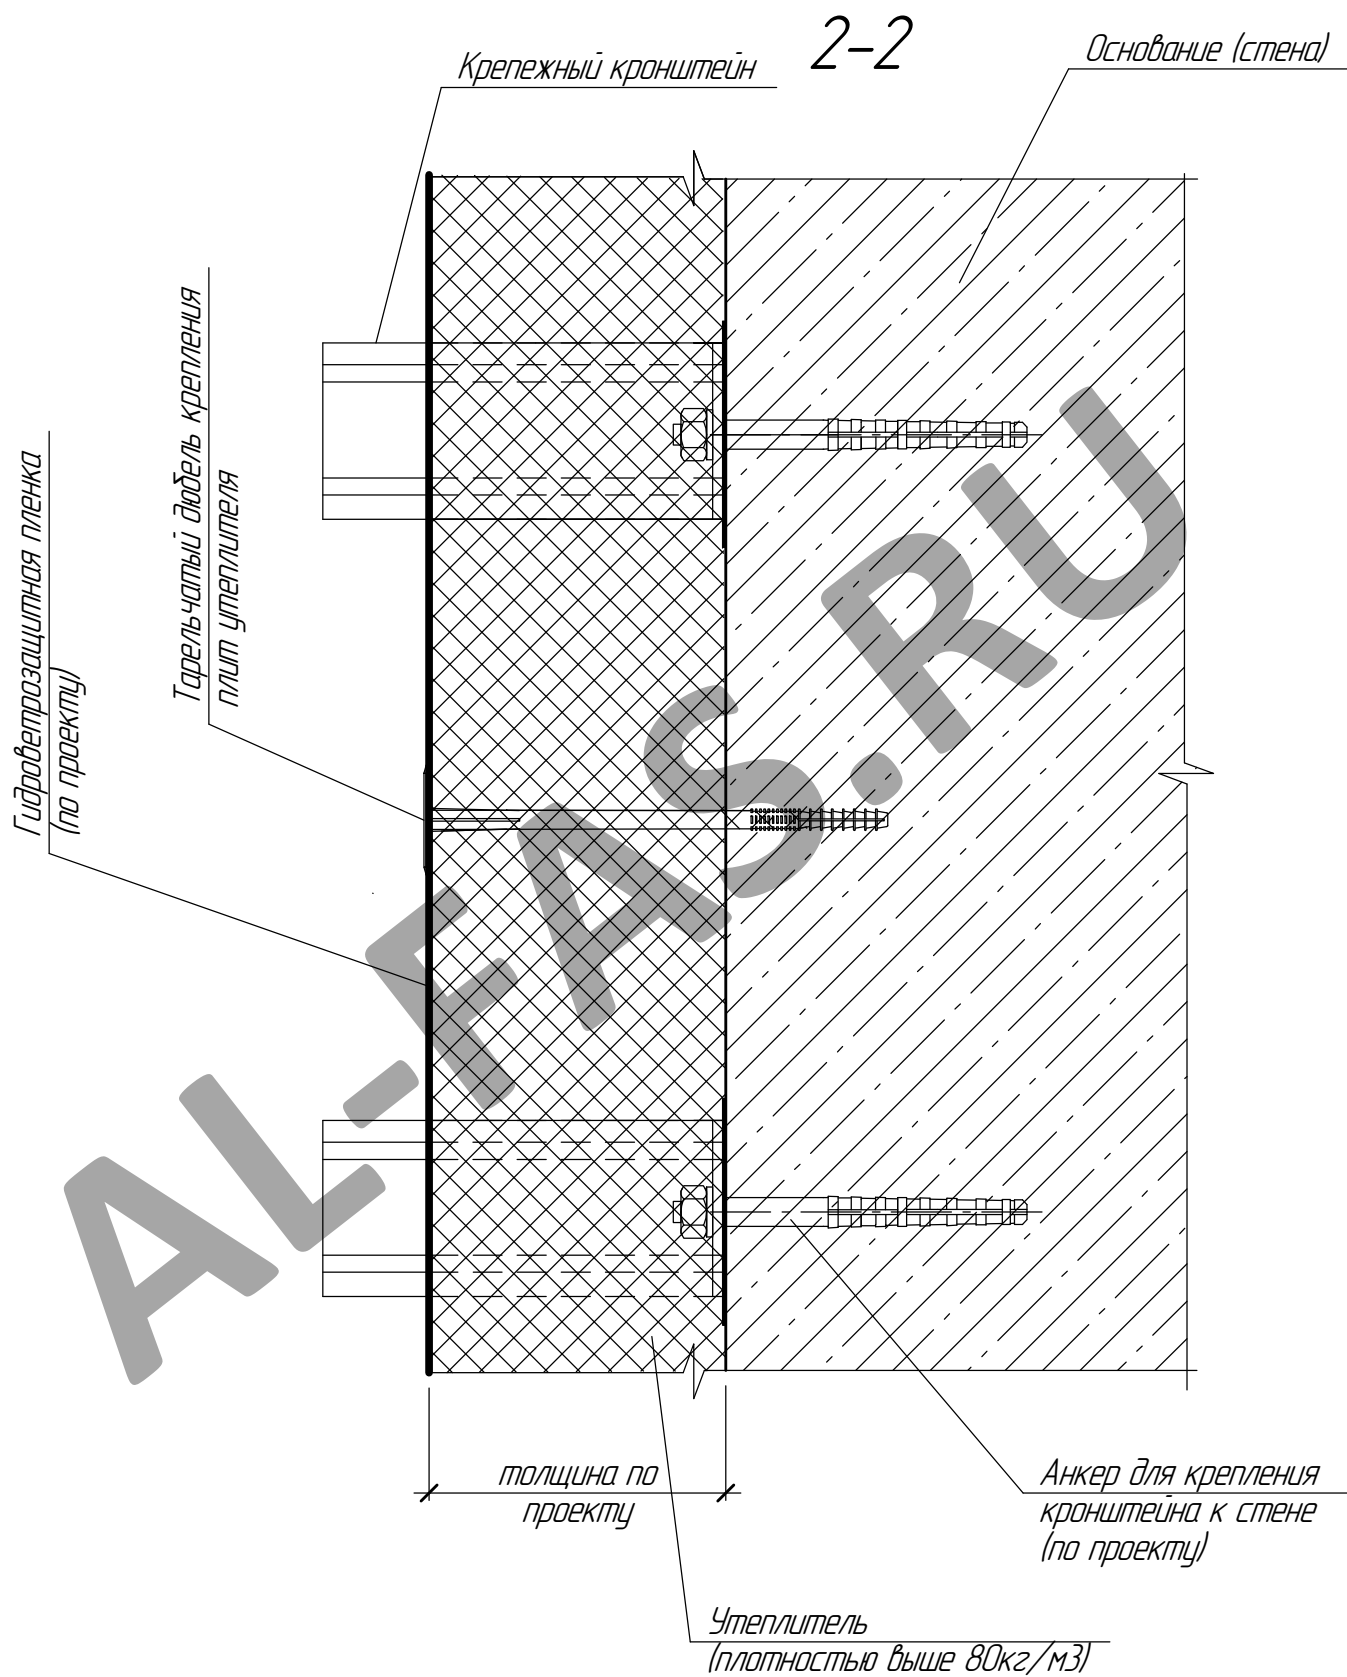 2-2
Крепежный кронштейн
Основание (стена)
Тарельчатый дюбель крепления
плит утеплителя
Гидроветрозащитная пленка
(по проекту)
AL-FAS.RU
толщина по
проекту
Анкер для крепления
кронштейна к стене
(по проекту)
Утеплитель
(плотностью выше 80кг/м3)